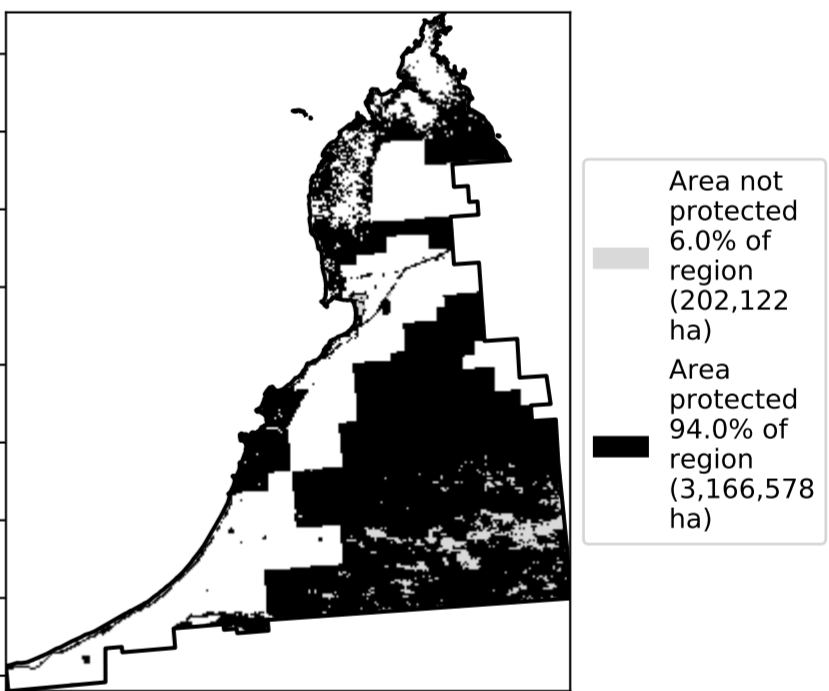 Area not
protected
6.0% of
region
(202,122
ha)
Area
protected
94.0% of
region
(3,166,578
ha)